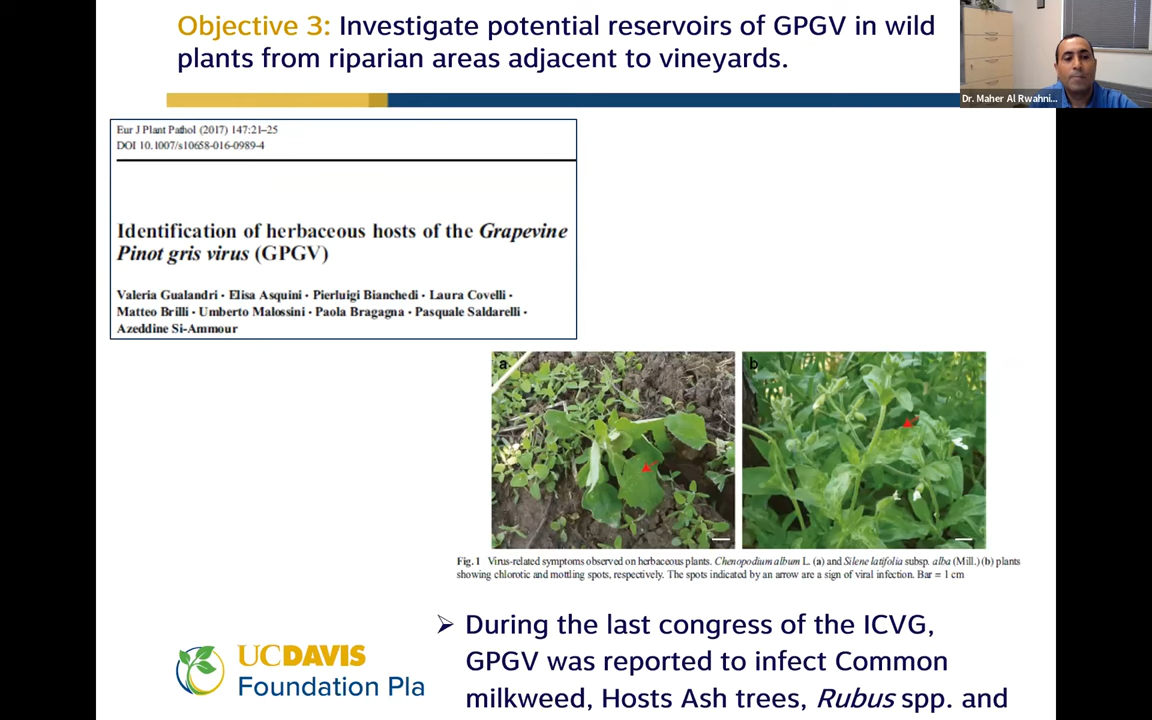 Objective 3: Investigate potential reservoirs of GPGV in wild
plants from riparian areas adjacent to vineyards.
Dr. Maher Al Rwahni...
Eur J Plant Pathol (2017) 147:21–25
DOI 10.1007/s10658-016-0989-4
Identification of herbaceous hosts of the Grapevine
Pinot gris virus (GPGV)
Valeria Gualandri · Elisa Asquini · Pierluigi Bianchedi · Laura Covelli ·
Matteo Brilli · Umberto Malossini · Paola Bragagna · Pasquale Saldarelli ·
Azeddine Si-Ammour
a
b
Fig. 1 Virus-related symptoms observed on herbaceous plants. Chenopodium album L. (a) and Silene latifolia subsp. alba (Mill.) (b) plants
showing chlorotic and mottling spots, respectively. The spots indicated by an arrow are a sign of viral infection. Bar = 1 cm
➢ During the last congress of the ICVG,
GPGV was reported to infect Common
milkweed, Hosts Ash trees, Rubus spp. and
UCDAVIS
Foundation Pla